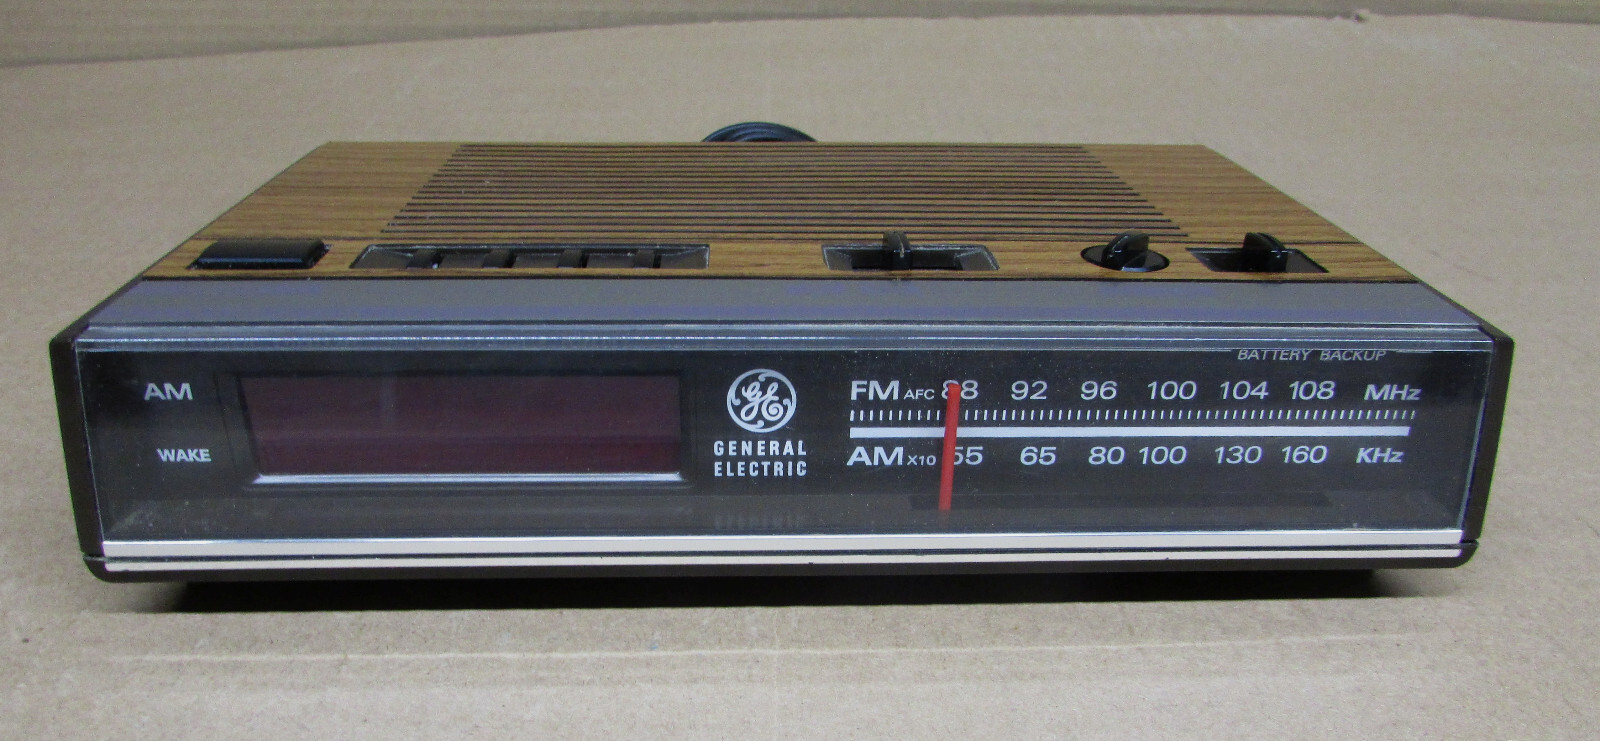 BATTERY BACKUP
AM
WAKE
GE
GENERAL
ELECTRIC
FM AFC 88 92 96 100 104 108 MHz
AM X10 55 65 80 100 130 160 KHz